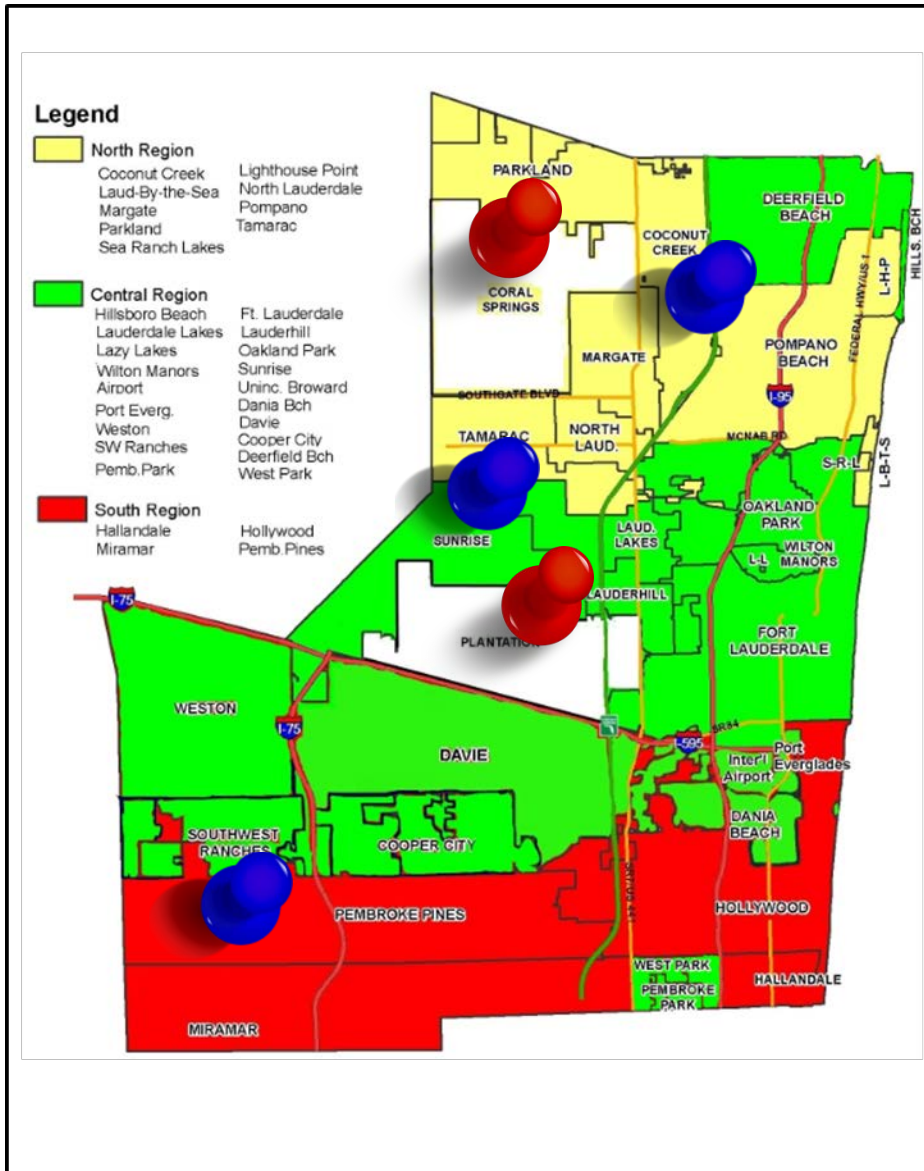 Legend
North Region
Coconut Creek Lighthouse Point
Laud-By-the-Sea North Lauderdale
Margate Pompano
Parkland Tamarac
Sea Ranch Lakes
Central Region
Hillsboro Beach Ft. Lauderdale
Lauderdale Lakes Lauderhill
Lazy Lakes Oakland Park
Wilton Manors Sunrise
Airport Uninc. Broward
Port Everg. Dania Bch
Weston Davie
SW Ranches Cooper City
Pemb.Park Deerfield Bch
West Park
South Region
Hallandale Hollywood
Miramar Pemb.Pines
PARKLAND
DEERFIELD
BEACH
HILLS. BCH
COCONUT
CREEK
L-H-P
FEDERAL HWY/US 1
CORAL
SPRINGS
MARGATE
POMPANO
BEACH
SOUTHGATE BLVD
I-95
TAMARAC
NORTH
LAUD.
MCNAB RD
S-R-L
L-B-T-S
OAKLAND
PARK
SUNRISE
LAUD.
LAKES
L-L
WILTON
MANORS
I-75
LAUDERHILL
PLANTATION
FORT
LAUDERDALE
WESTON
I-75
DAVIE
I-595
SR84
Port
Everglades
Inter'l
Airport
DANIA
BEACH
SOUTHWEST
RANCHES
COOPER CITY
PEMBROKE PINES
HOLLYWOOD
WEST PARK
PEMBROKE
PARK
HALLANDALE
MIRAMAR